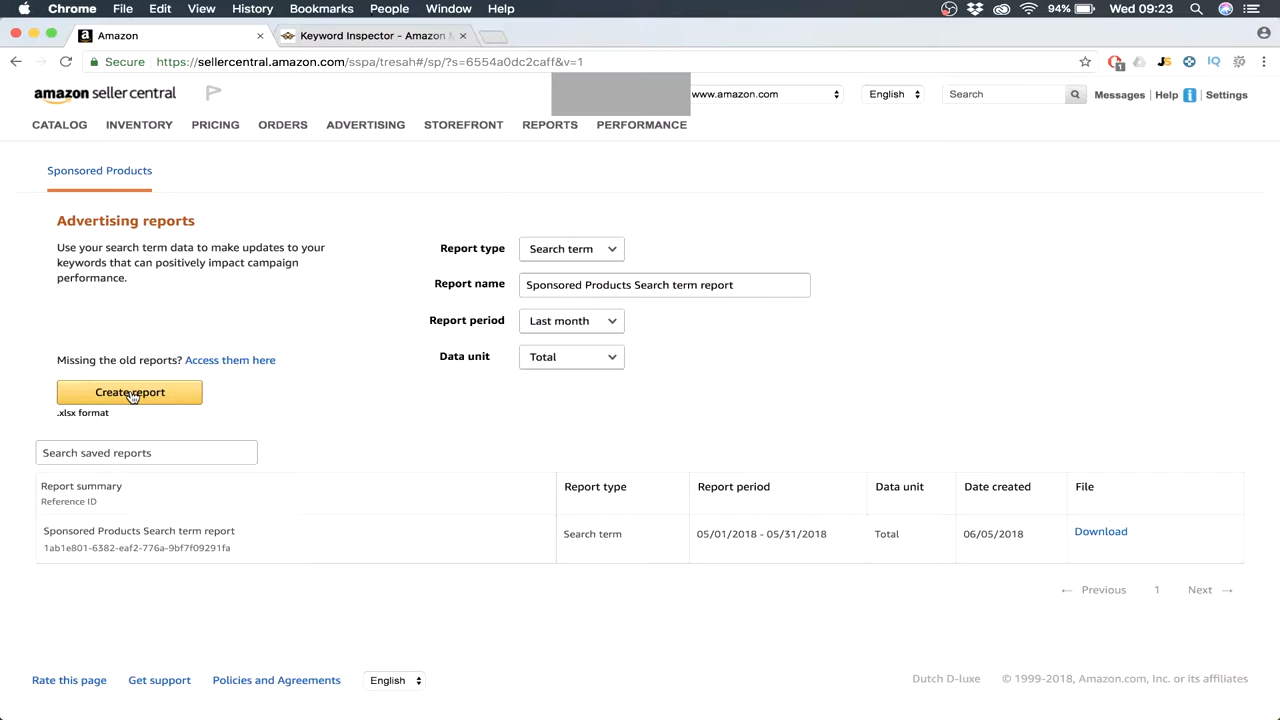 Chrome File Edit View History Bookmarks People Window Help 94% Wed 09:23
Amazon Keyword Inspector - Amazon M
Secure https://sellercentral.amazon.com/sspa/tresah#/sp/?s=6554a0dc2caff&v=1
amazon seller central www.amazon.com English Search Messages | Help | Settings
CATALOG INVENTORY PRICING ORDERS ADVERTISING STOREFRONT REPORTS PERFORMANCE
Sponsored Products
Advertising reports
Use your search term data to make updates to your
keywords that can positively impact campaign
performance.
Report type Search term
Report name Sponsored Products Search term report
Report period Last month
Data unit Total
Missing the old reports? Access them here
Create report
.xlsx format
Search saved reports
Report summary Report type Report period Data unit Date created File
Reference ID
Sponsored Products Search term report Search term 05/01/2018 - 05/31/2018 Total 06/05/2018 Download
1ab1e801-6382-eaf2-776a-9bf7f09291fa
← Previous 1 Next →
Rate this page Get support Policies and Agreements English Dutch D-luxe © 1999-2018, Amazon.com, Inc. or its affiliates